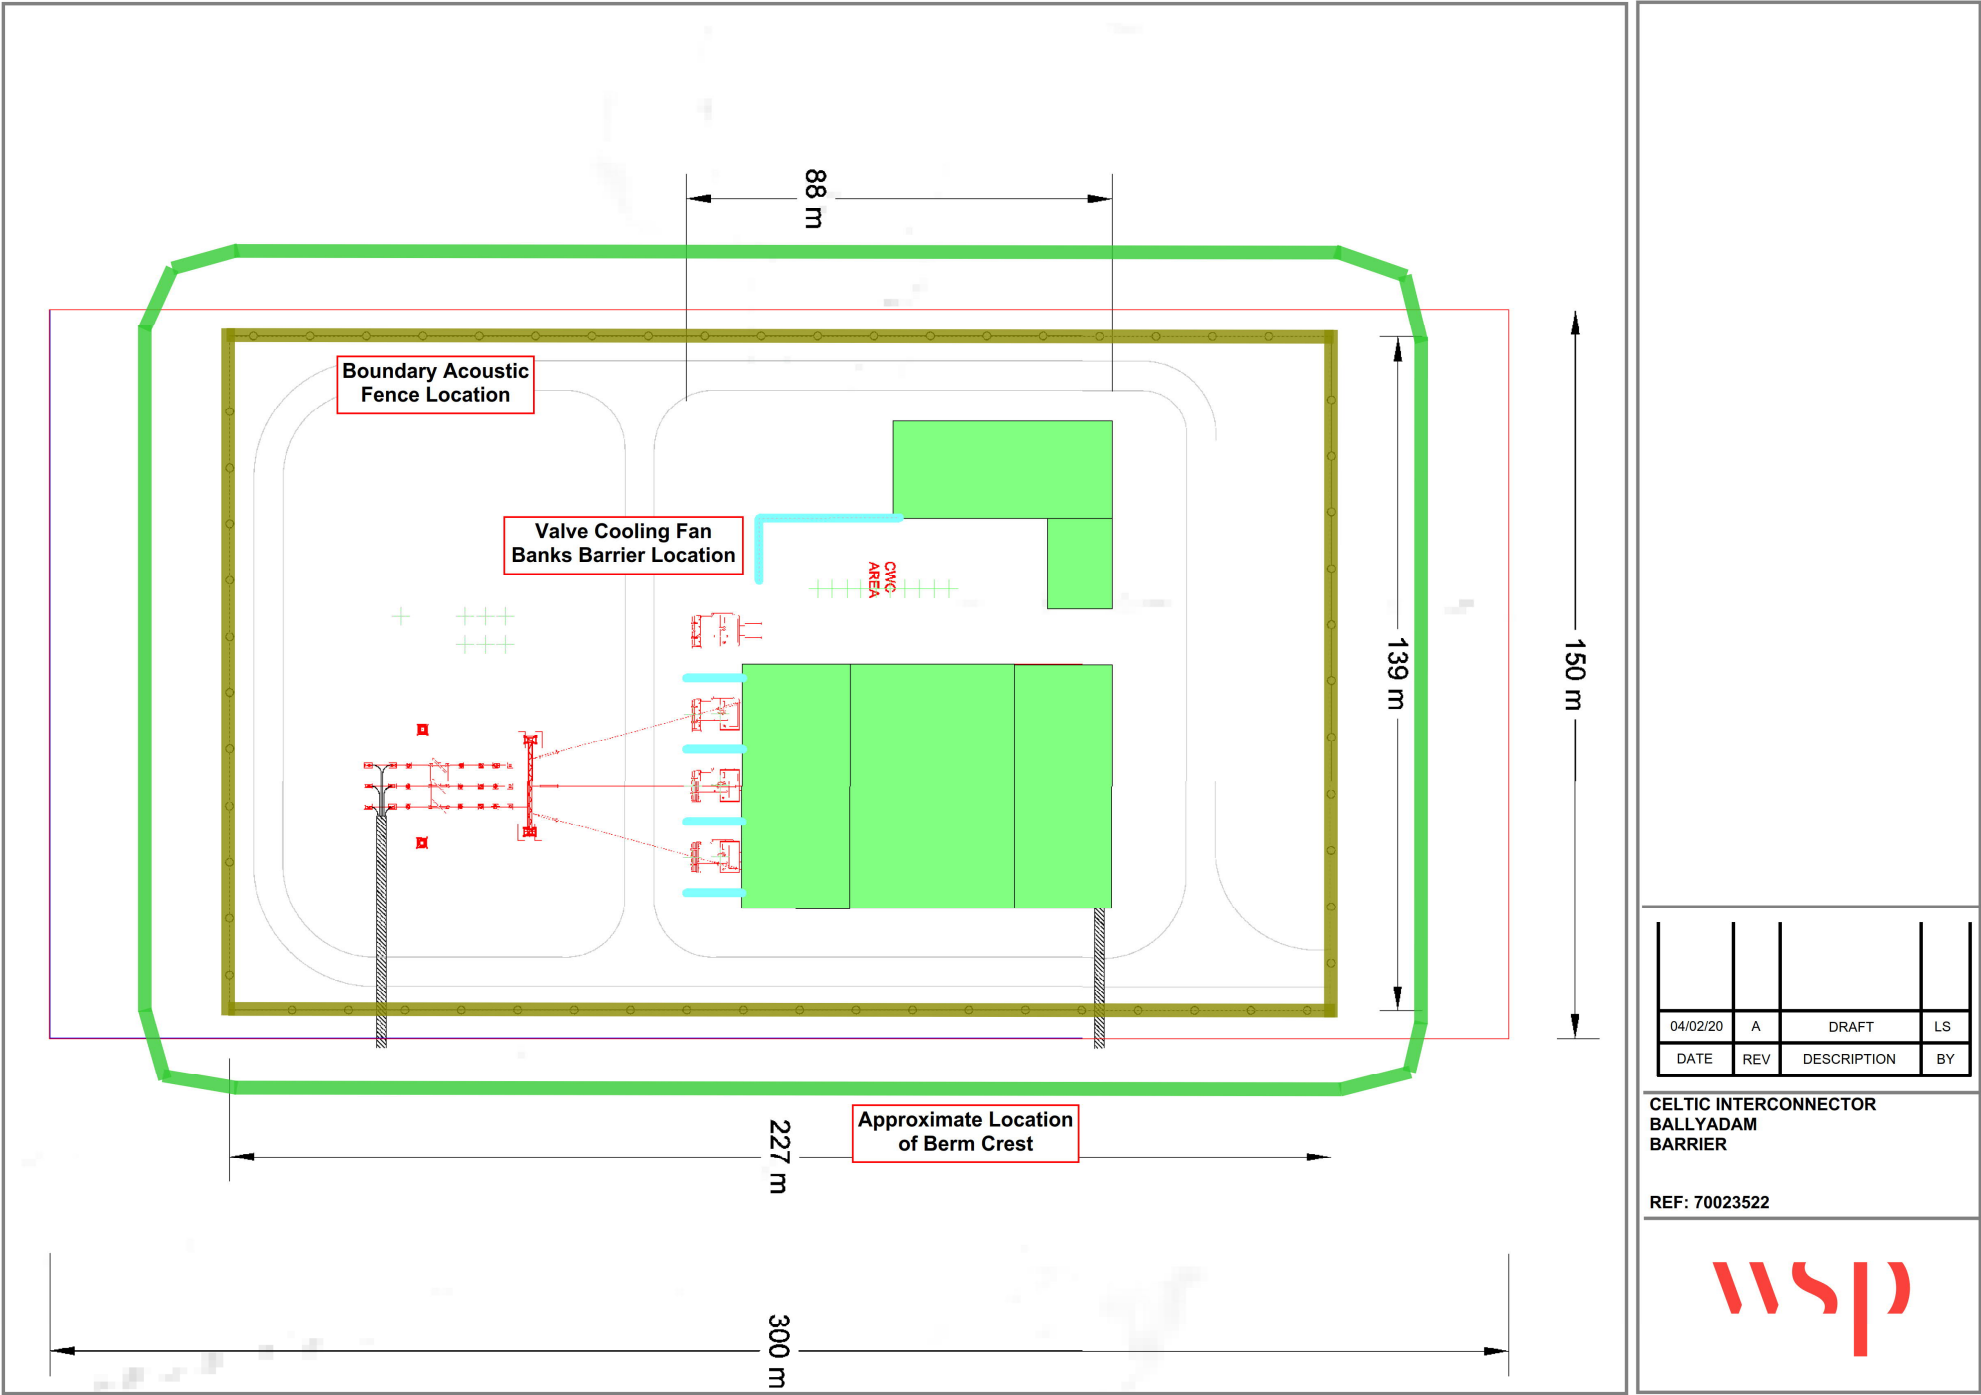 88 m
Boundary Acoustic
Fence Location
Valve Cooling Fan
Banks Barrier Location
CWC
AREA
139 m
150 m
Approximate Location
of Berm Crest
227 m
300 m
04/02/20 A DRAFT LS
DATE REV DESCRIPTION BY
CELTIC INTERCONNECTOR
BALLYADAM
BARRIER
REF: 70023522
wsp